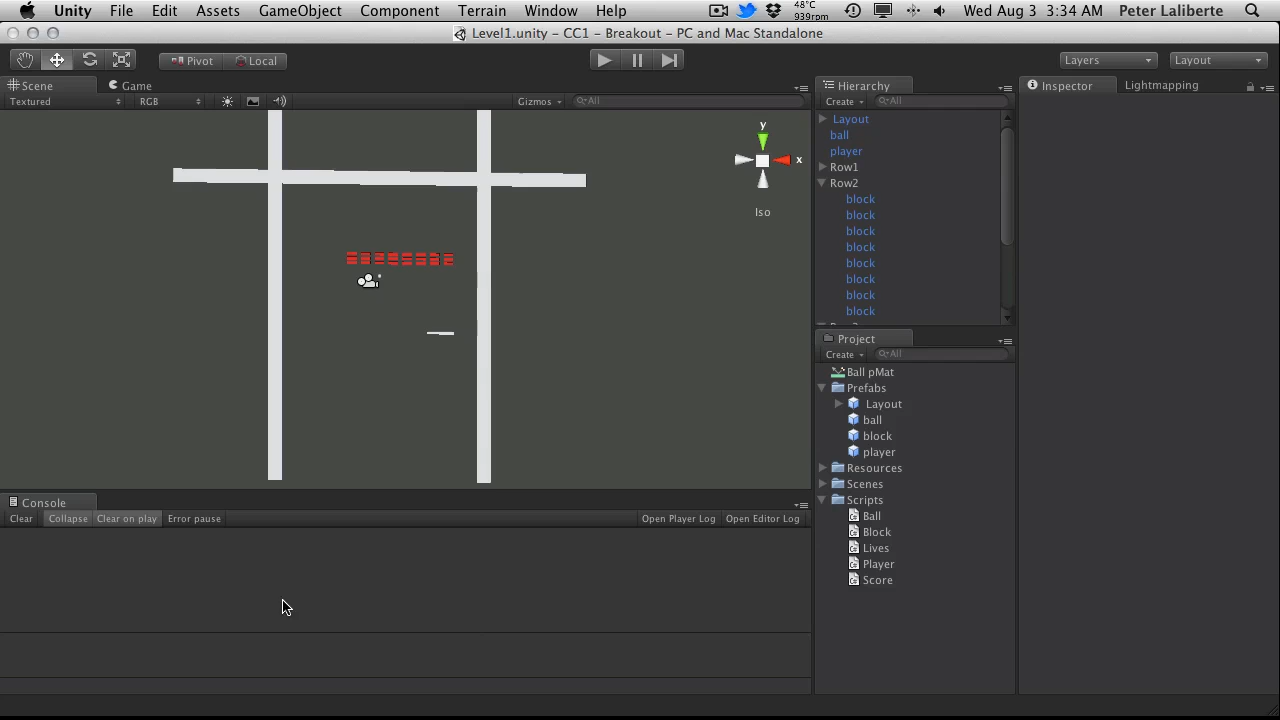 Unity File Edit Assets GameObject Component Terrain Window Help 48°C 939rpm Wed Aug 3 3:34 AM Peter Laliberte
Level1.unity – CC1 – Breakout – PC and Mac Standalone
Pivot Local Layers Layout
Scene Game Hierarchy Inspector Lightmapping
Textured RGB Gizmos All Create All
y
x
Iso
Layout
ball
player
Row1
Row2
block
block
block
block
block
block
block
block
Project
Create All
Ball pMat
Prefabs
Layout
ball
block
player
Resources
Scenes
Scripts
Ball
Block
Lives
Player
Score
Console
Clear Collapse Clear on play Error pause Open Player Log Open Editor Log